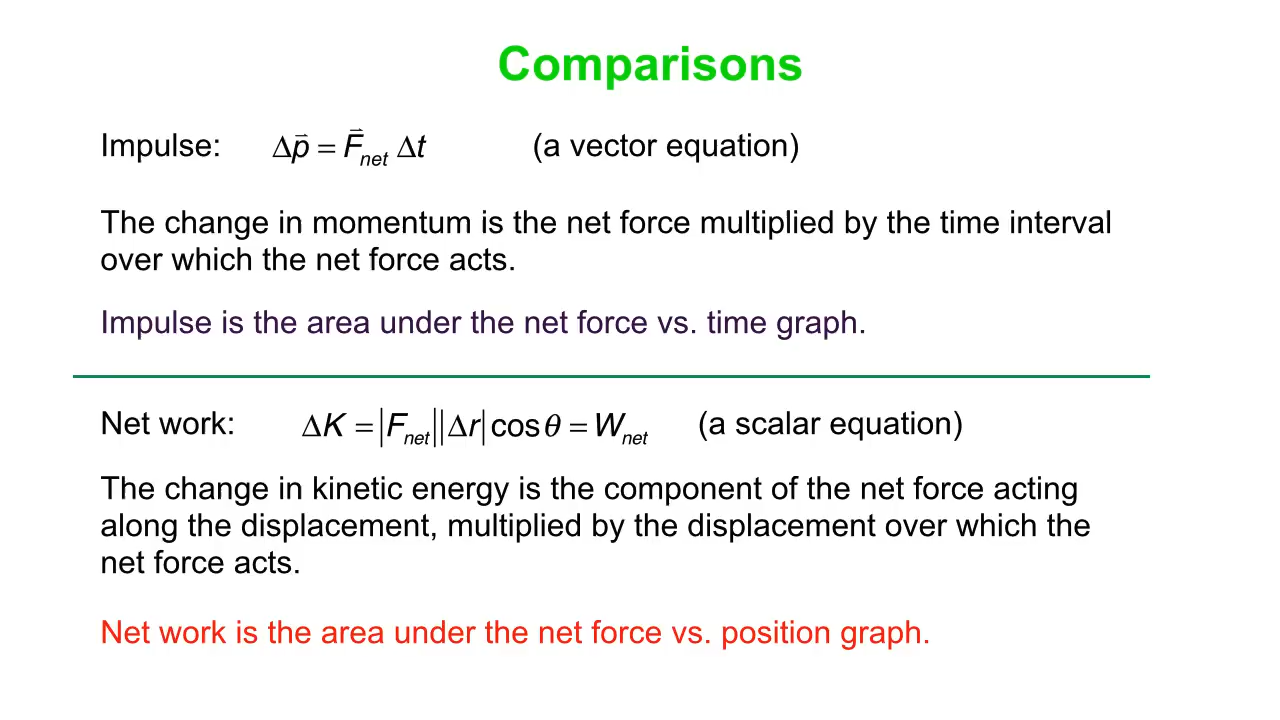 Comparisons
Impulse: Δp⃗ = F⃗net Δt (a vector equation)
The change in momentum is the net force multiplied by the time interval
over which the net force acts.
Impulse is the area under the net force vs. time graph.
Net work: ΔK = |Fnet||Δr| cosθ = Wnet (a scalar equation)
The change in kinetic energy is the component of the net force acting
along the displacement, multiplied by the displacement over which the
net force acts.
Net work is the area under the net force vs. position graph.